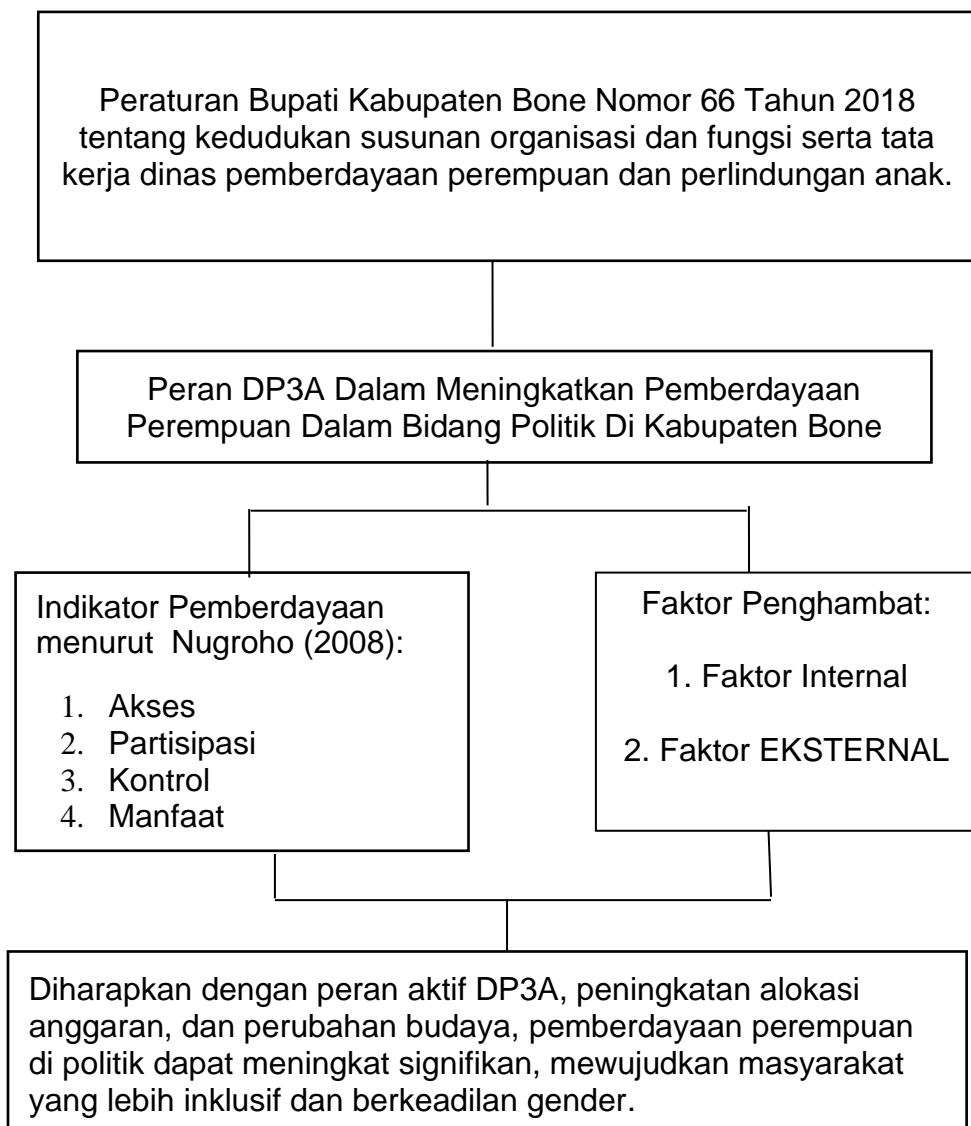 Peraturan Bupati Kabupaten Bone Nomor 66 Tahun 2018
tentang kedudukan susunan organisasi dan fungsi serta tata
kerja dinas pemberdayaan perempuan dan perlindungan anak.
Peran DP3A Dalam Meningkatkan Pemberdayaan
Perempuan Dalam Bidang Politik Di Kabupaten Bone
Indikator Pemberdayaan
menurut  Nugroho (2008):
1. Akses
2. Partisipasi
3. Kontrol
4. Manfaat
Faktor Penghambat:
1. Faktor Internal
2. Faktor EKSTERNAL
Diharapkan dengan peran aktif DP3A, peningkatan alokasi
anggaran, dan perubahan budaya, pemberdayaan perempuan
di politik dapat meningkat signifikan, mewujudkan masyarakat
yang lebih inklusif dan berkeadilan gender.